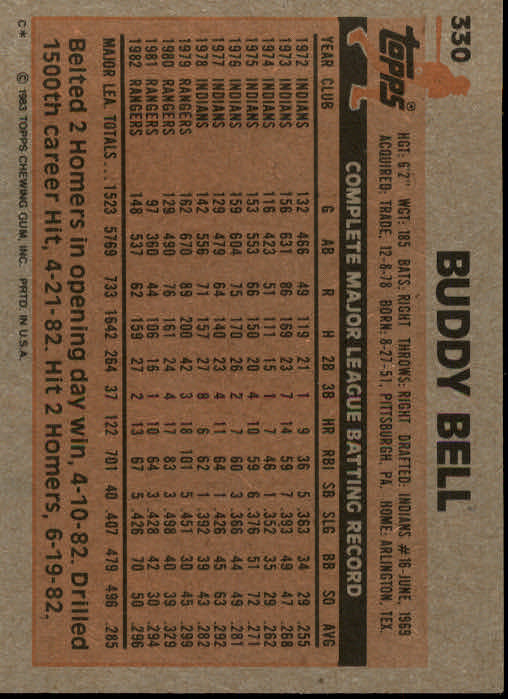 330
topps®
BUDDY BELL
HGT: 6'2" WGT: 185 BATS: RIGHT THROWS: RIGHT DRAFTED: INDIANS #16-JUNE, 1969
ACQUIRED: TRADE, 12-8-78 BORN: 8-27-51, PITTSBURGH, PA. HOME: ARLINGTON, TEX.
COMPLETE MAJOR LEAGUE BATTING RECORD
YEAR CLUB G AB R H 2B 3B HR RBI SB SLG BB SO AVG
1972 INDIANS 132 466 49 119 21 1 9 36 5 .363 34 29 .255
1973 INDIANS 156 631 86 169 23 7 14 59 7 .393 49 47 .268
1974 INDIANS 116 423 51 111 15 1 7 46 1 .352 35 29 .262
1975 INDIANS 153 553 66 150 20 4 10 59 6 .376 51 72 .271
1976 INDIANS 159 604 75 170 26 2 7 60 3 .366 44 49 .281
1977 INDIANS 129 479 64 140 23 4 11 64 1 .426 45 63 .292
1978 INDIANS 142 556 71 157 27 8 6 62 1 .392 39 43 .282
1979 RANGERS 162 670 89 200 42 3 18 101 5 .451 30 45 .299
1980 RANGERS 129 490 76 161 24 4 17 83 3 .498 40 39 .329
1981 RANGERS 97 360 44 106 16 1 10 64 3 .428 42 30 .294
1982 RANGERS 148 537 62 159 27 2 13 67 5 .426 70 50 .296
MAJOR LEA. TOTALS ... 1523 5769 733 1642 264 37 122 701 40 .407 479 496 .285
Belted 2 Homers in opening day win, 4-10-82. Drilled
1500th career Hit, 4-21-82. Hit 2 Homers, 6-19-82.
C* © 1983 TOPPS CHEWING GUM, INC. PRTD. IN U.S.A.